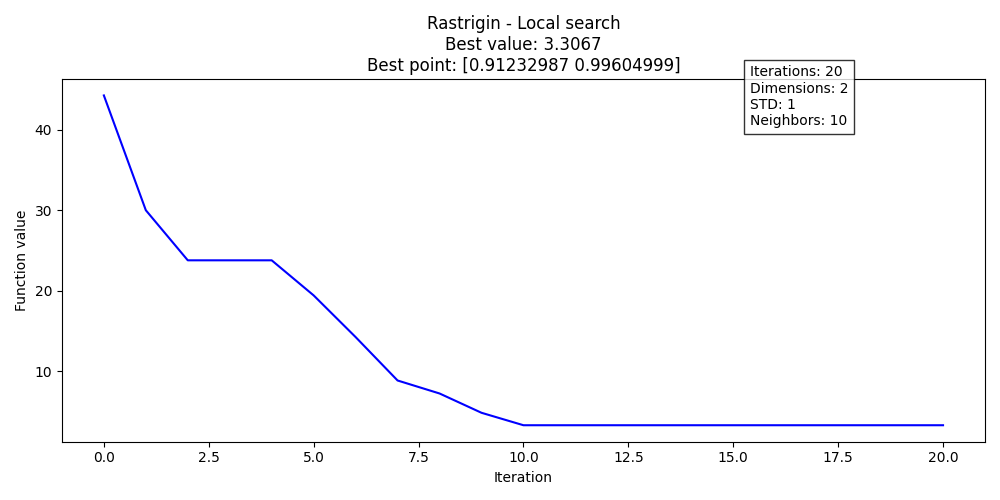 Rastrigin - Local search
Best value: 3.3067
Best point: [0.91232987 0.99604999]
Iterations: 20
Dimensions: 2
STD: 1
Neighbors: 10
Function value
40
30
20
10
0.0 2.5 5.0 7.5 10.0 12.5 15.0 17.5 20.0
Iteration